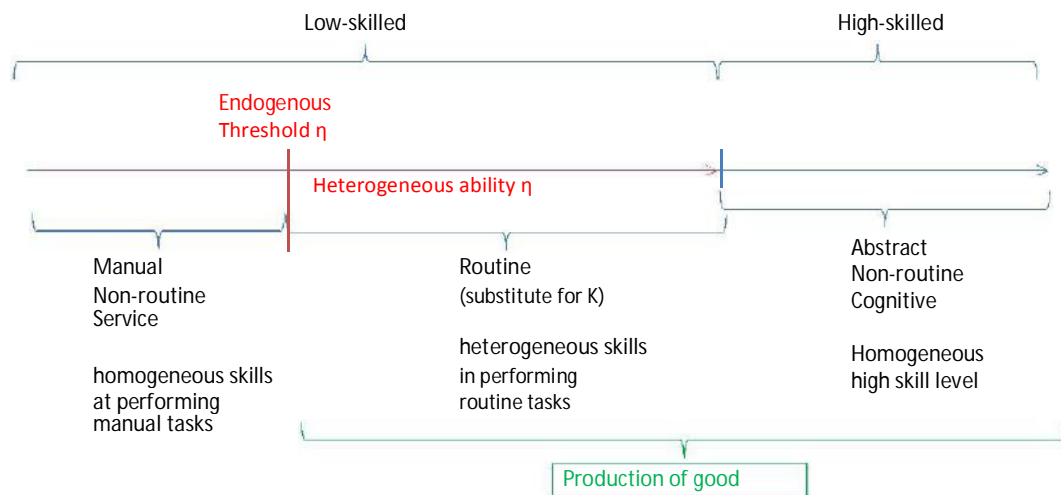 Low-skilled
High-skilled
Endogenous
Threshold η
Heterogeneous ability η
Manual
Non-routine
Service
homogeneous skills
at performing
manual tasks
Routine
(substitute for K)
heterogeneous skills
in performing
routine tasks
Abstract
Non-routine
Cognitive
Homogeneous
high skill level
Production of good